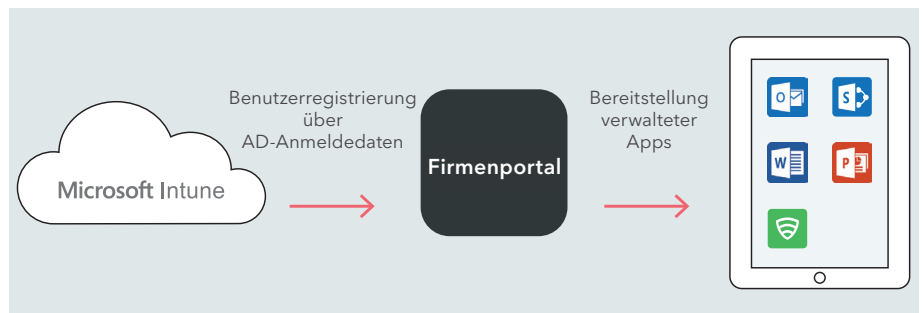 Microsoft Intune
Benutzerregistrierung
über
AD-Anmeldedaten
Firmenportal
Bereitstellung
verwalteter
Apps
O
S
W
P